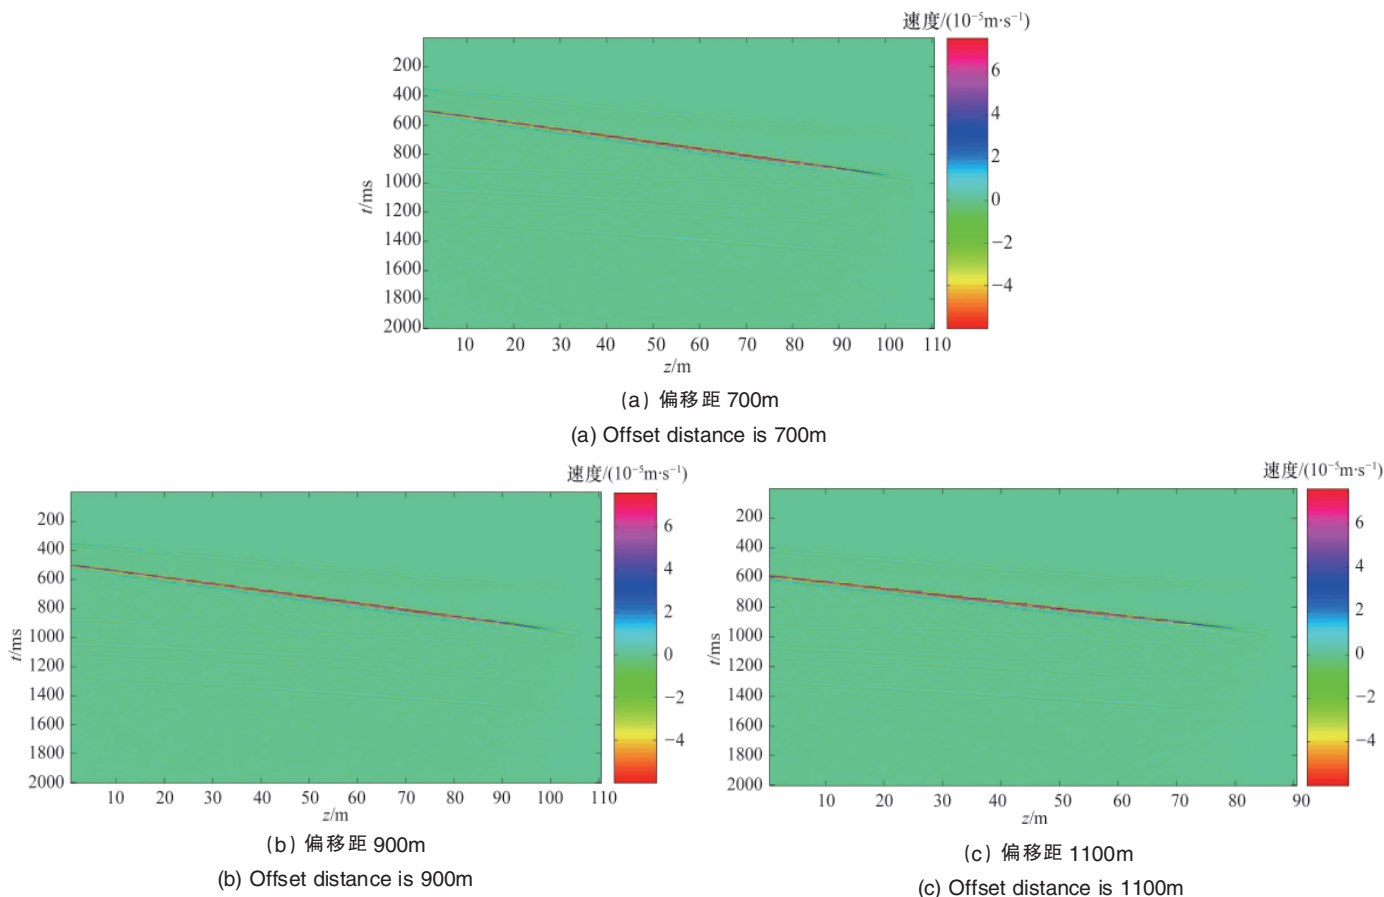 速度/(10⁻⁵m·s⁻¹)
200
400
600
800
1000
1200
1400
1600
1800
2000
t/ms
10 20 30 40 50 60 70 80 90 100 110
z/m
6
4
2
0
−2
−4
(a) 偏移距 700m
(a) Offset distance is 700m
速度/(10⁻⁵m·s⁻¹)
200
400
600
800
1000
1200
1400
1600
1800
2000
t/ms
10 20 30 40 50 60 70 80 90 100 110
z/m
6
4
2
0
−2
−4
(b) 偏移距 900m
(b) Offset distance is 900m
速度/(10⁻⁵m·s⁻¹)
200
400
600
800
1000
1200
1400
1600
1800
2000
t/ms
10 20 30 40 50 60 70 80 90
z/m
6
4
2
0
−2
−4
(c) 偏移距 1100m
(c) Offset distance is 1100m